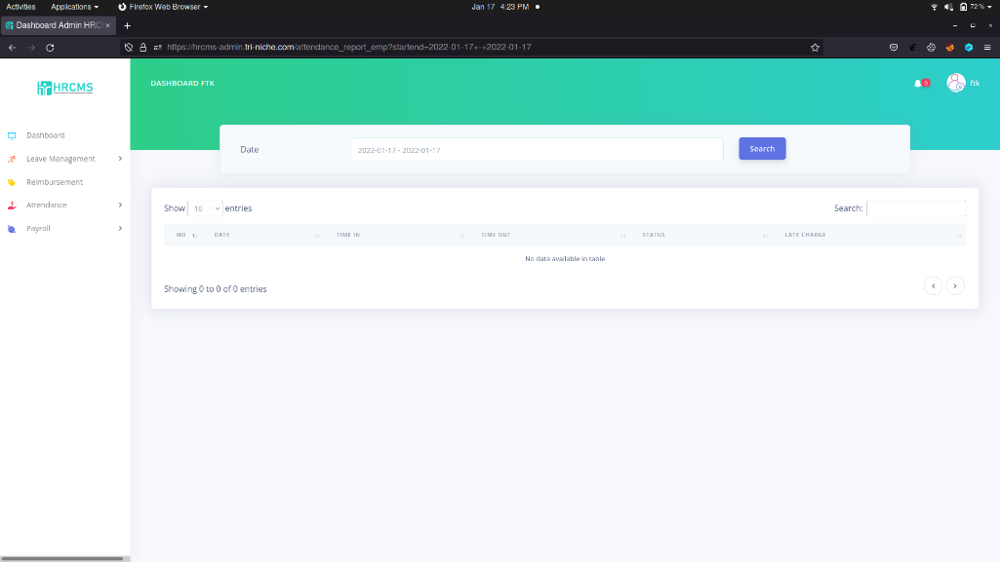 Activities Applications Firefox Web Browser Jan 17 4:23 PM 72 %
Dashboard Admin HRC
https://hrcms-admin.tri-niche.com/attendance_report_emp?startend=2022-01-17+-+2022-01-17
HRCMS
DASHBOARD FTK
0
ftk
Dashboard
Leave Management
Reimbursement
Attendance
Payroll
Date
2022-01-17 - 2022-01-17
Search
Show 10 entries
Search:
NO. DATE TIME IN TIME OUT STATUS LATE CHARGE
No data available in table
Showing 0 to 0 of 0 entries